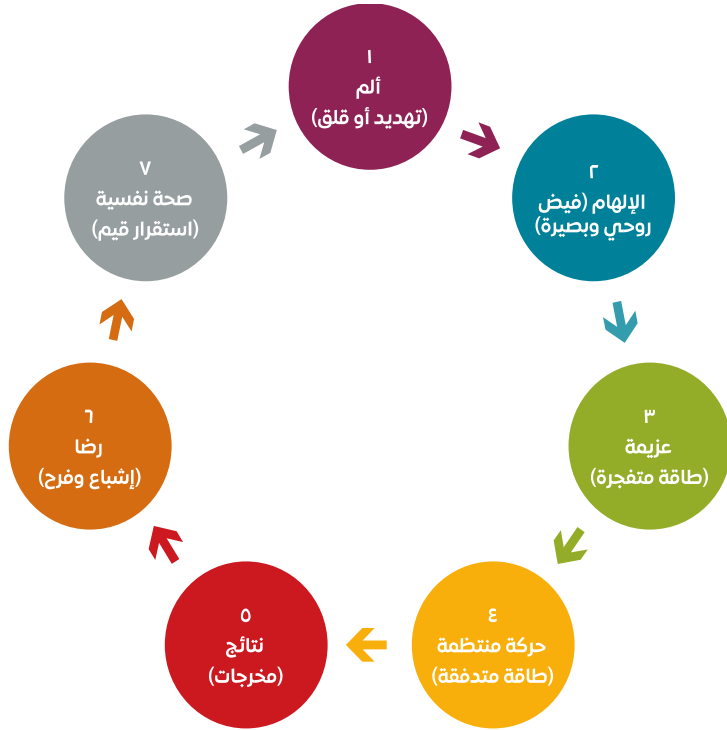 ١
ألم
(تهديد أو قلق)
٢
الإلهام (فيض
روحي وبصيرة)
٣
عزيمة
(طاقة متفجرة)
٤
حركة منتظمة
(طاقة متدفقة)
٥
نتائج
(مخرجات)
٦
رضا
(إشباع وفرح)
٧
صحة نفسية
(استقرار قيم)